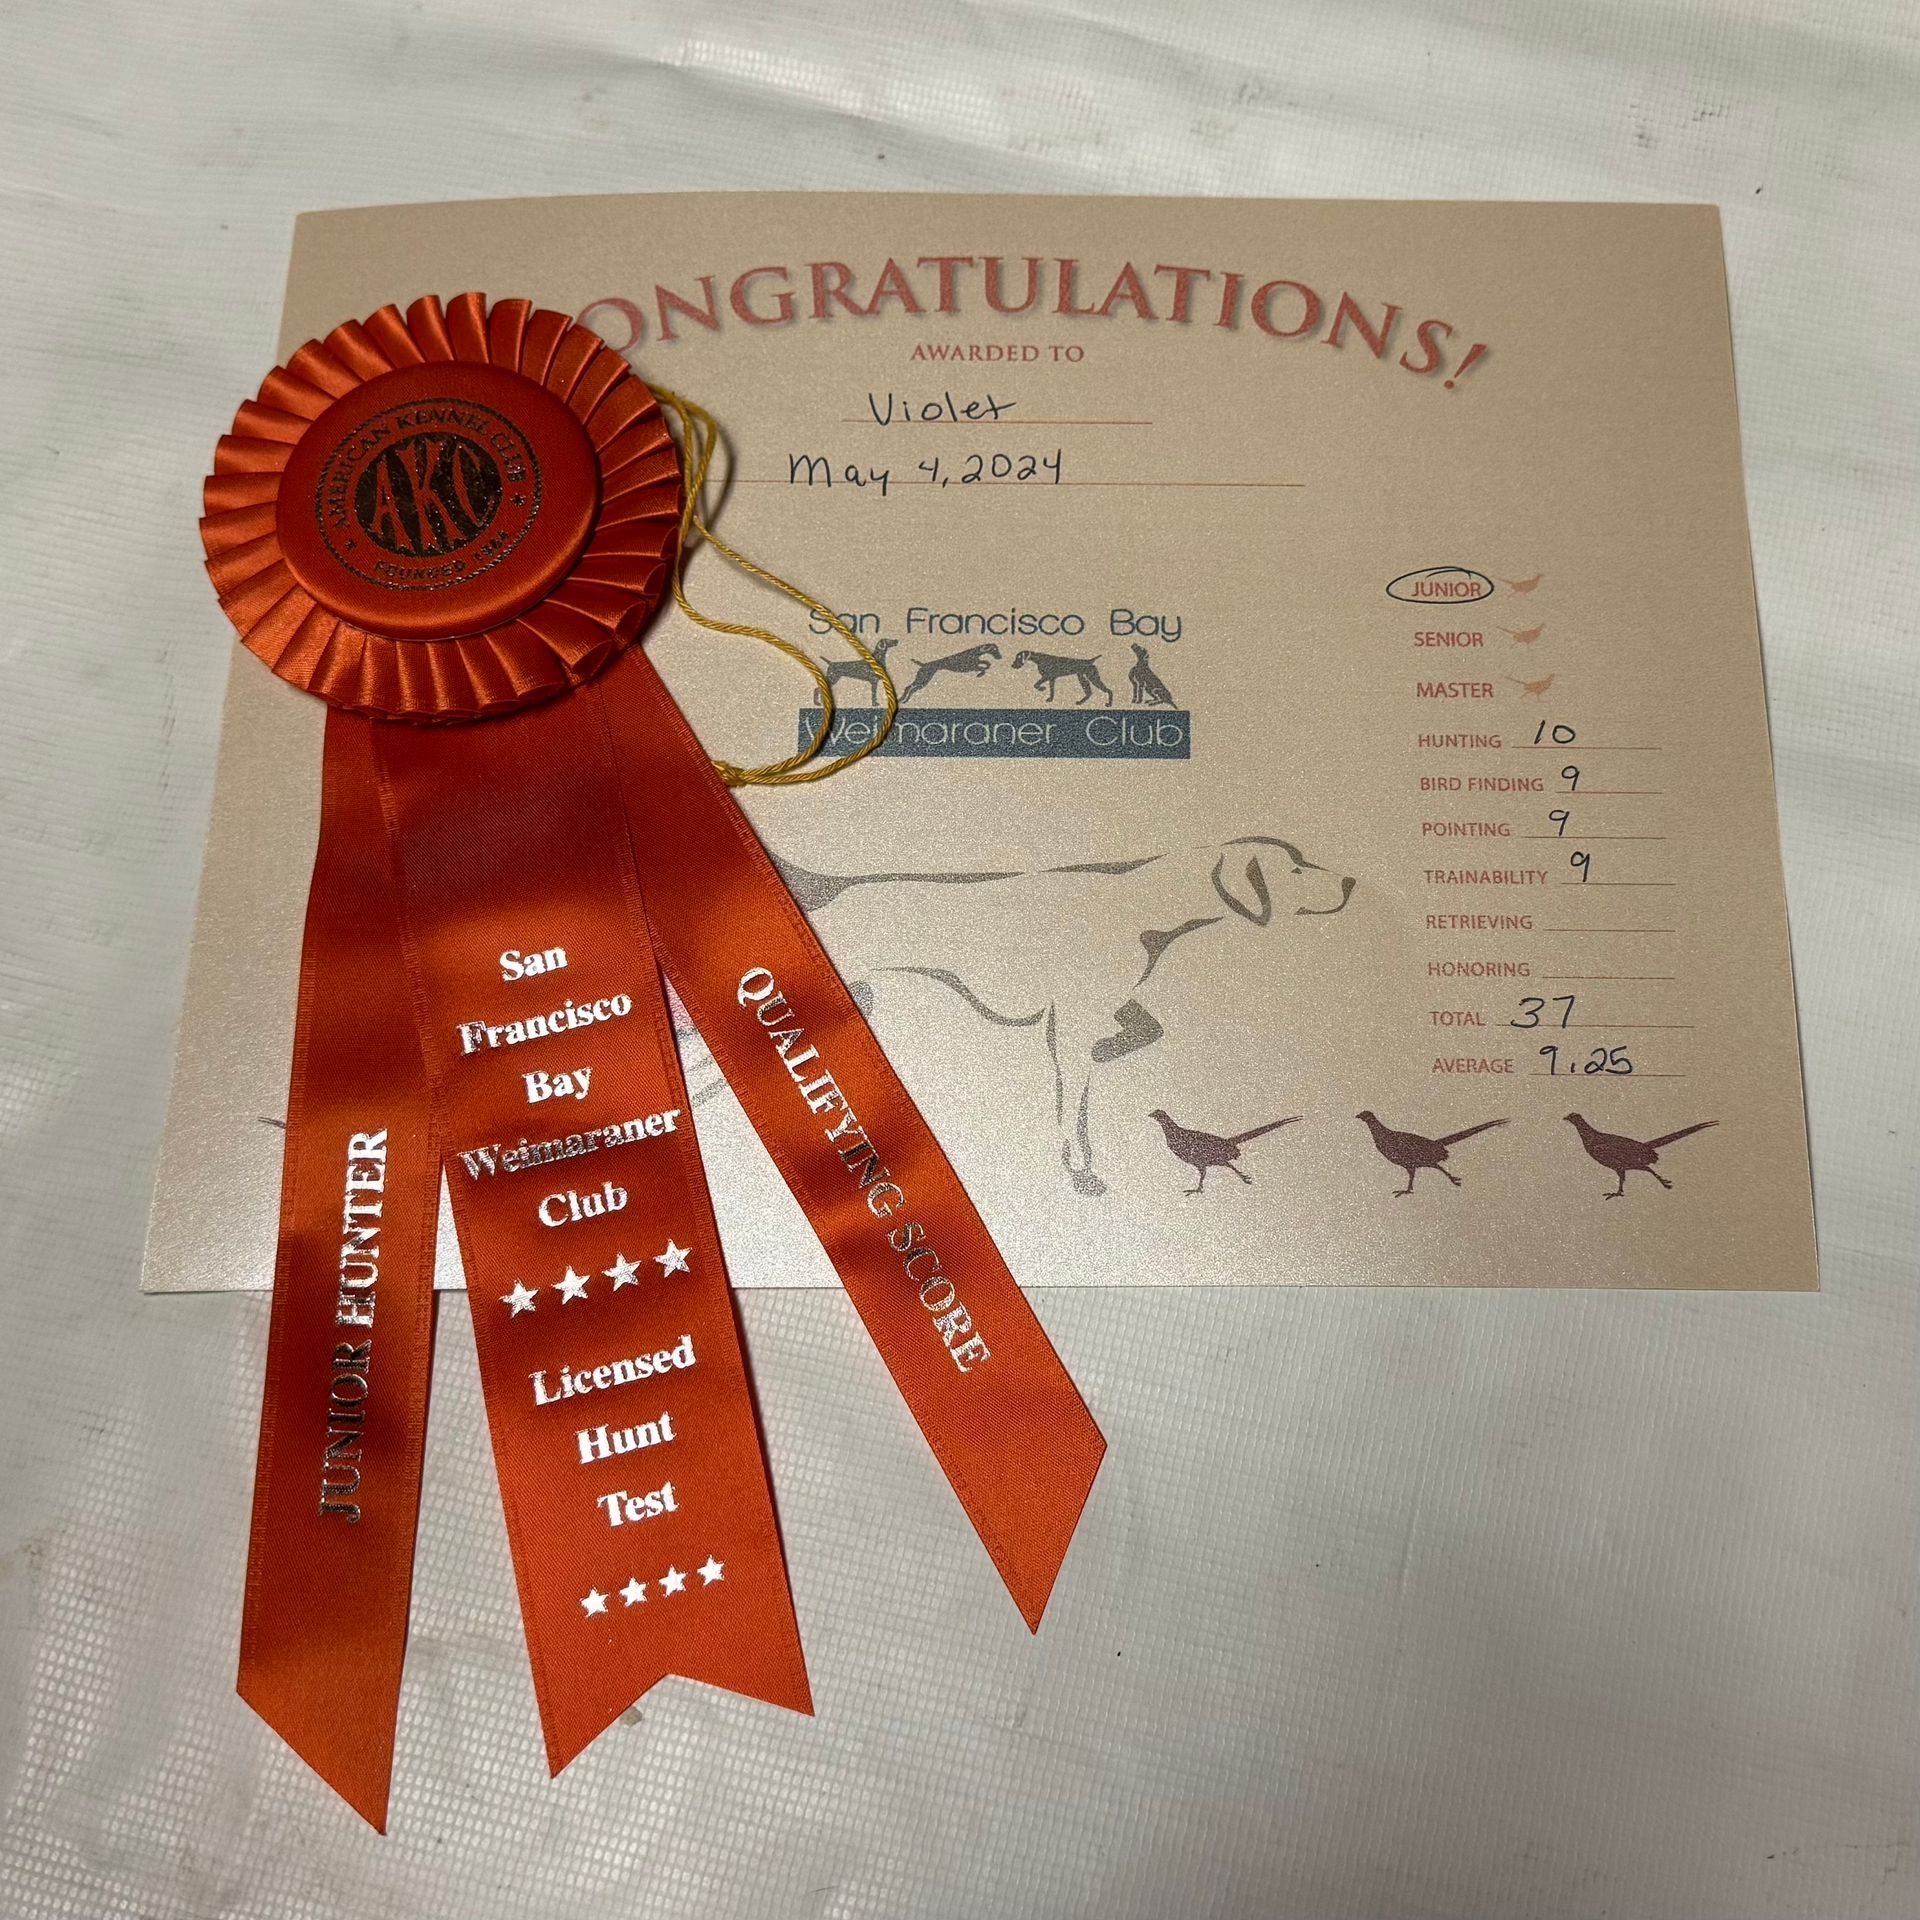 CONGRATULATIONS!
AWARDED TO
Violet
May 4, 2024
AMERICAN KENNEL CLUB
AKC
FOUNDED 1884
San Francisco Bay
Weimaraner Club
JUNIOR
SENIOR
MASTER
HUNTING 10
BIRD FINDING 9
POINTING 9
TRAINABILITY 9
RETRIEVING
HONORING
TOTAL 37
AVERAGE 9.25
JUNIOR HUNTER
San
Francisco
Bay
Weimaraner
Club
Licensed
Hunt
Test
QUALIFYING SCORE